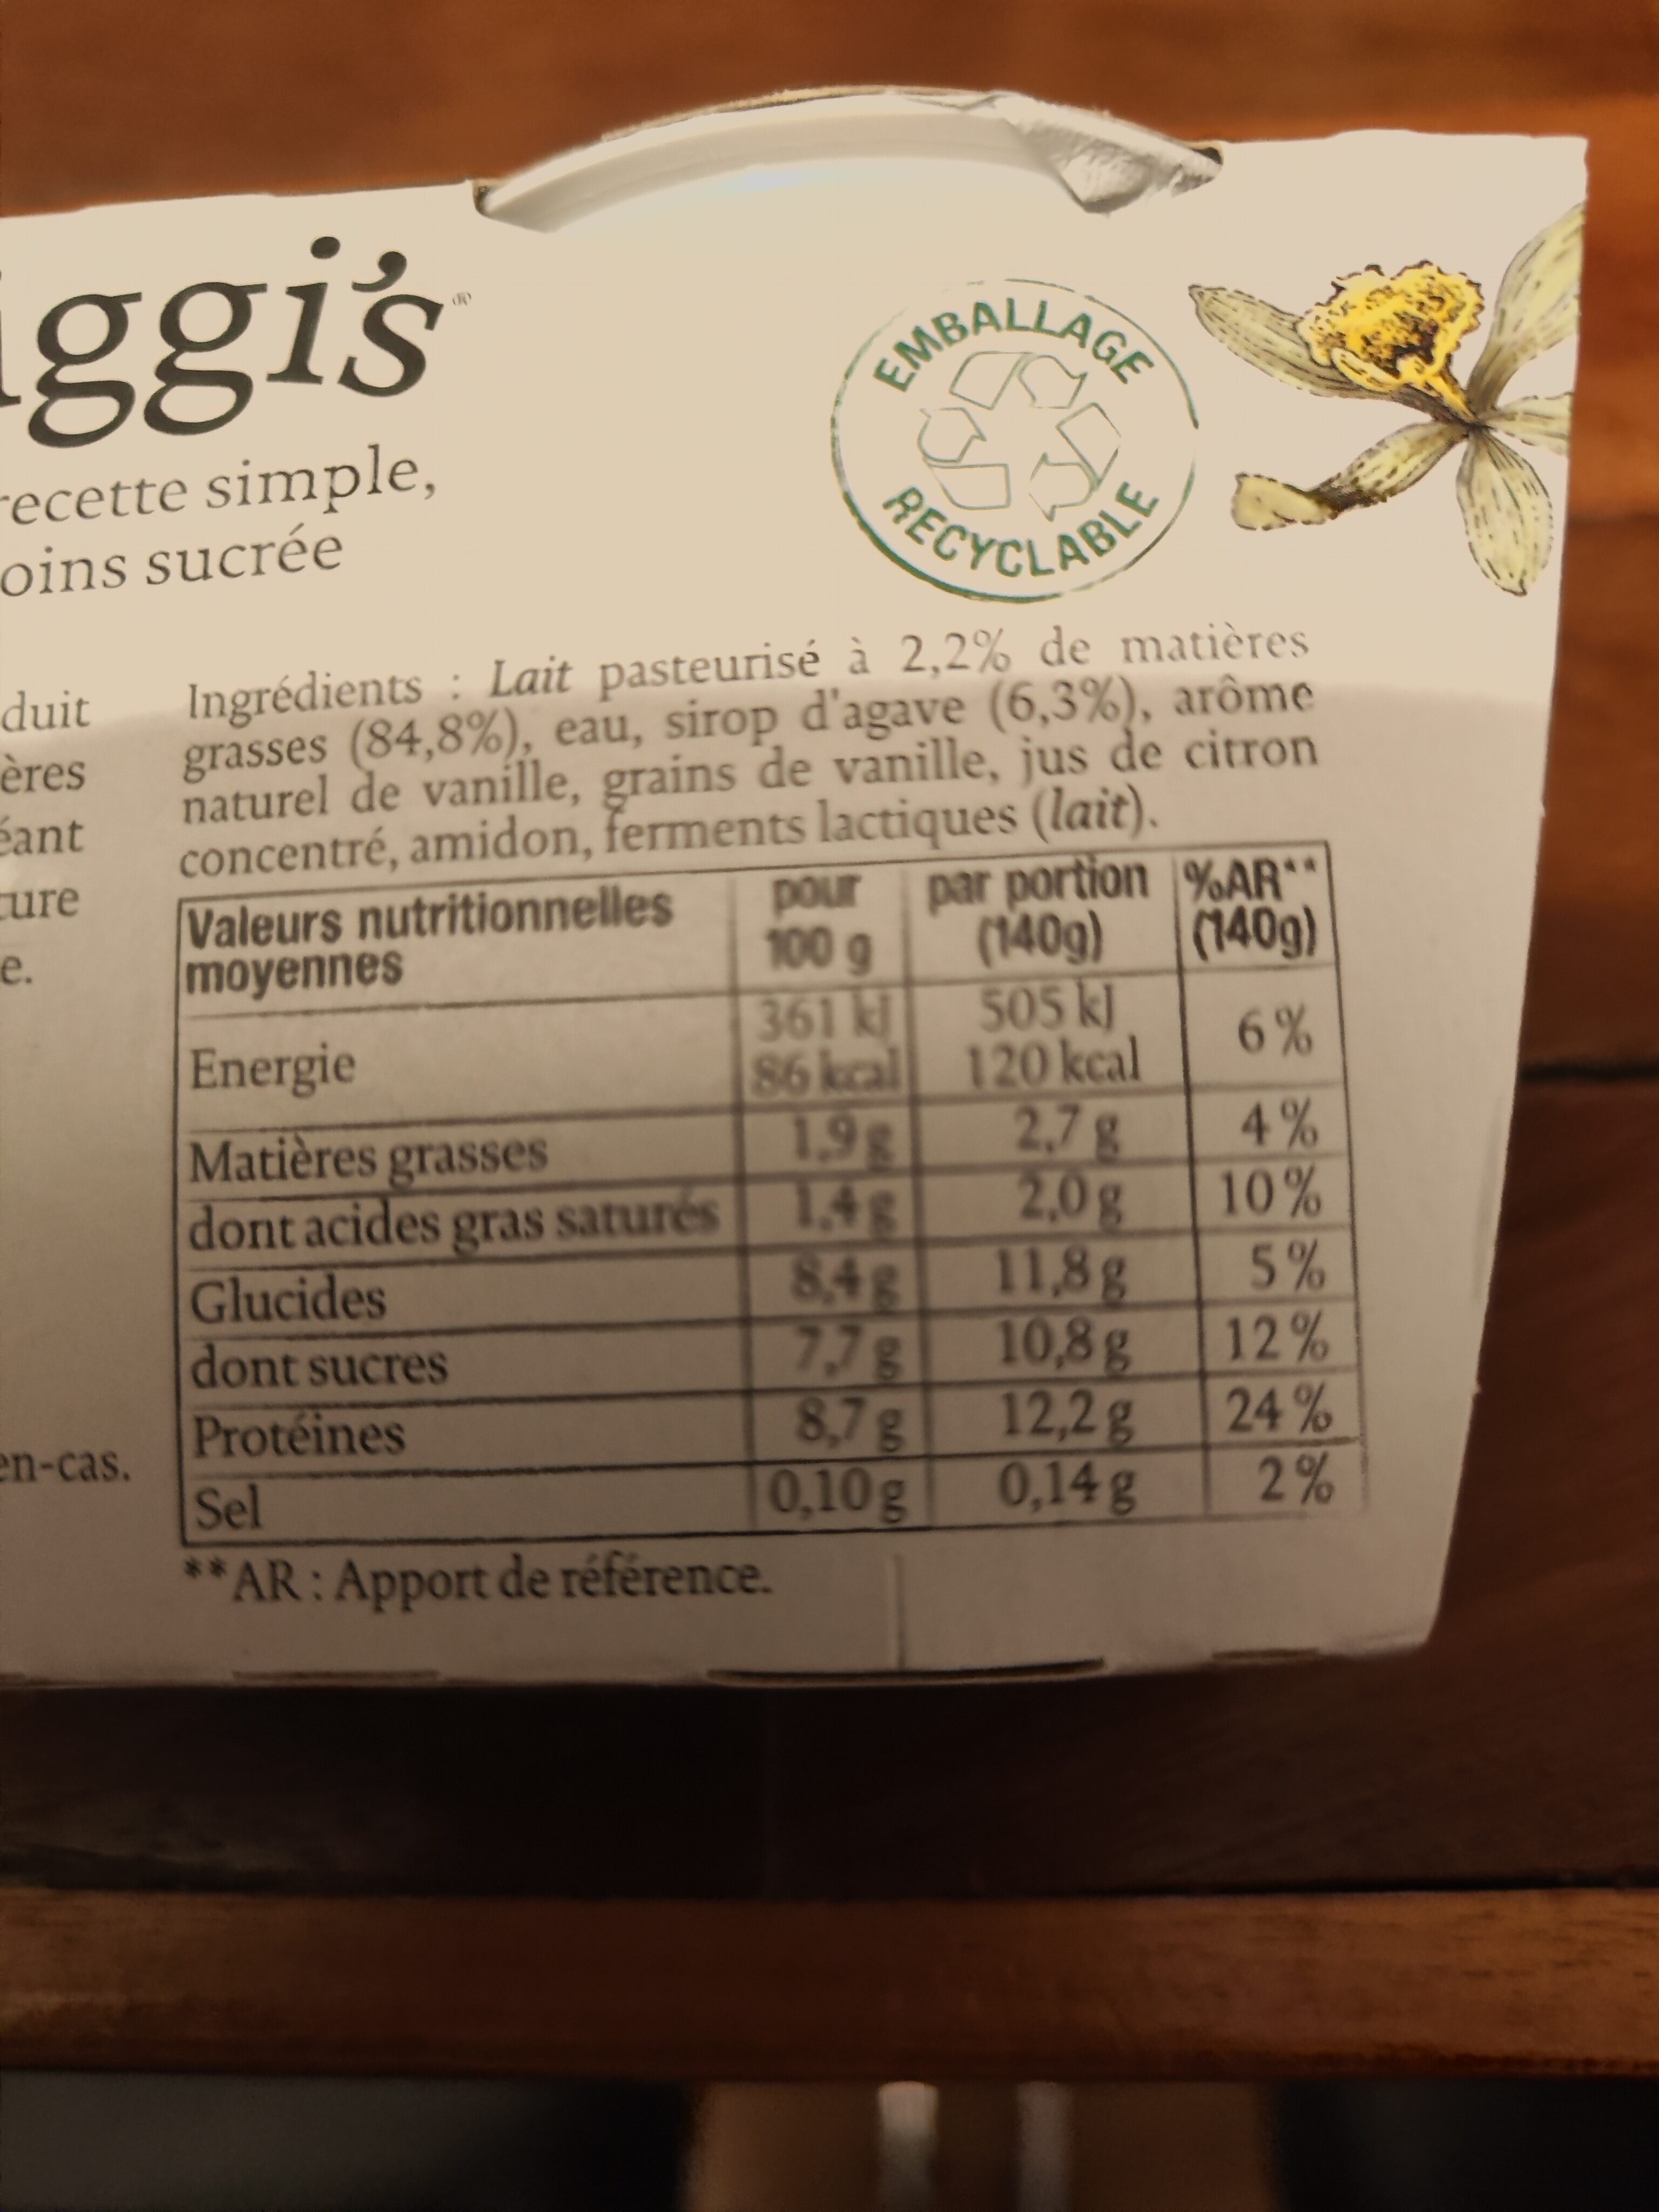 iggi's®
recette simple,
oins sucrée
EMBALLAGE
RECYCLABLE
duit
ères
éant
ture
e.
en-cas.
Ingrédients : Lait pasteurisé à 2,2% de matières
grasses (84,8%), eau, sirop d'agave (6,3%), arôme
naturel de vanille, grains de vanille, jus de citron
concentré, amidon, ferments lactiques (lait).
Valeurs nutritionnelles moyennes pour 100 g par portion (140g) %AR** (140g)
Energie 361 kJ 86 kcal 505 kJ 120 kcal 6%
Matières grasses 1,9g 2,7 g 4%
dont acides gras saturés 1,4g 2,0g 10%
Glucides 8,4g 11,8g 5%
dont sucres 7,7g 10,8g 12%
Protéines 8,7g 12,2g 24%
Sel 0,10g 0,14g 2%
**AR : Apport de référence.